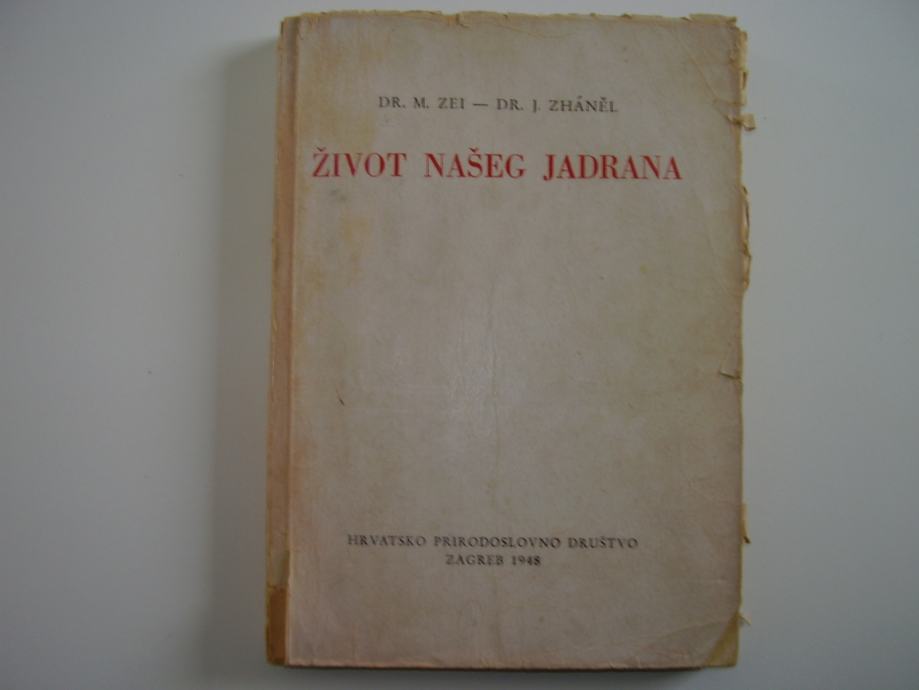 DR. M. ZEI — DR. J. ZHÁNĚL
ŽIVOT NAŠEG JADRANA
HRVATSKO PRIRODOSLOVNO DRUŠTVO
ZAGREB 1948